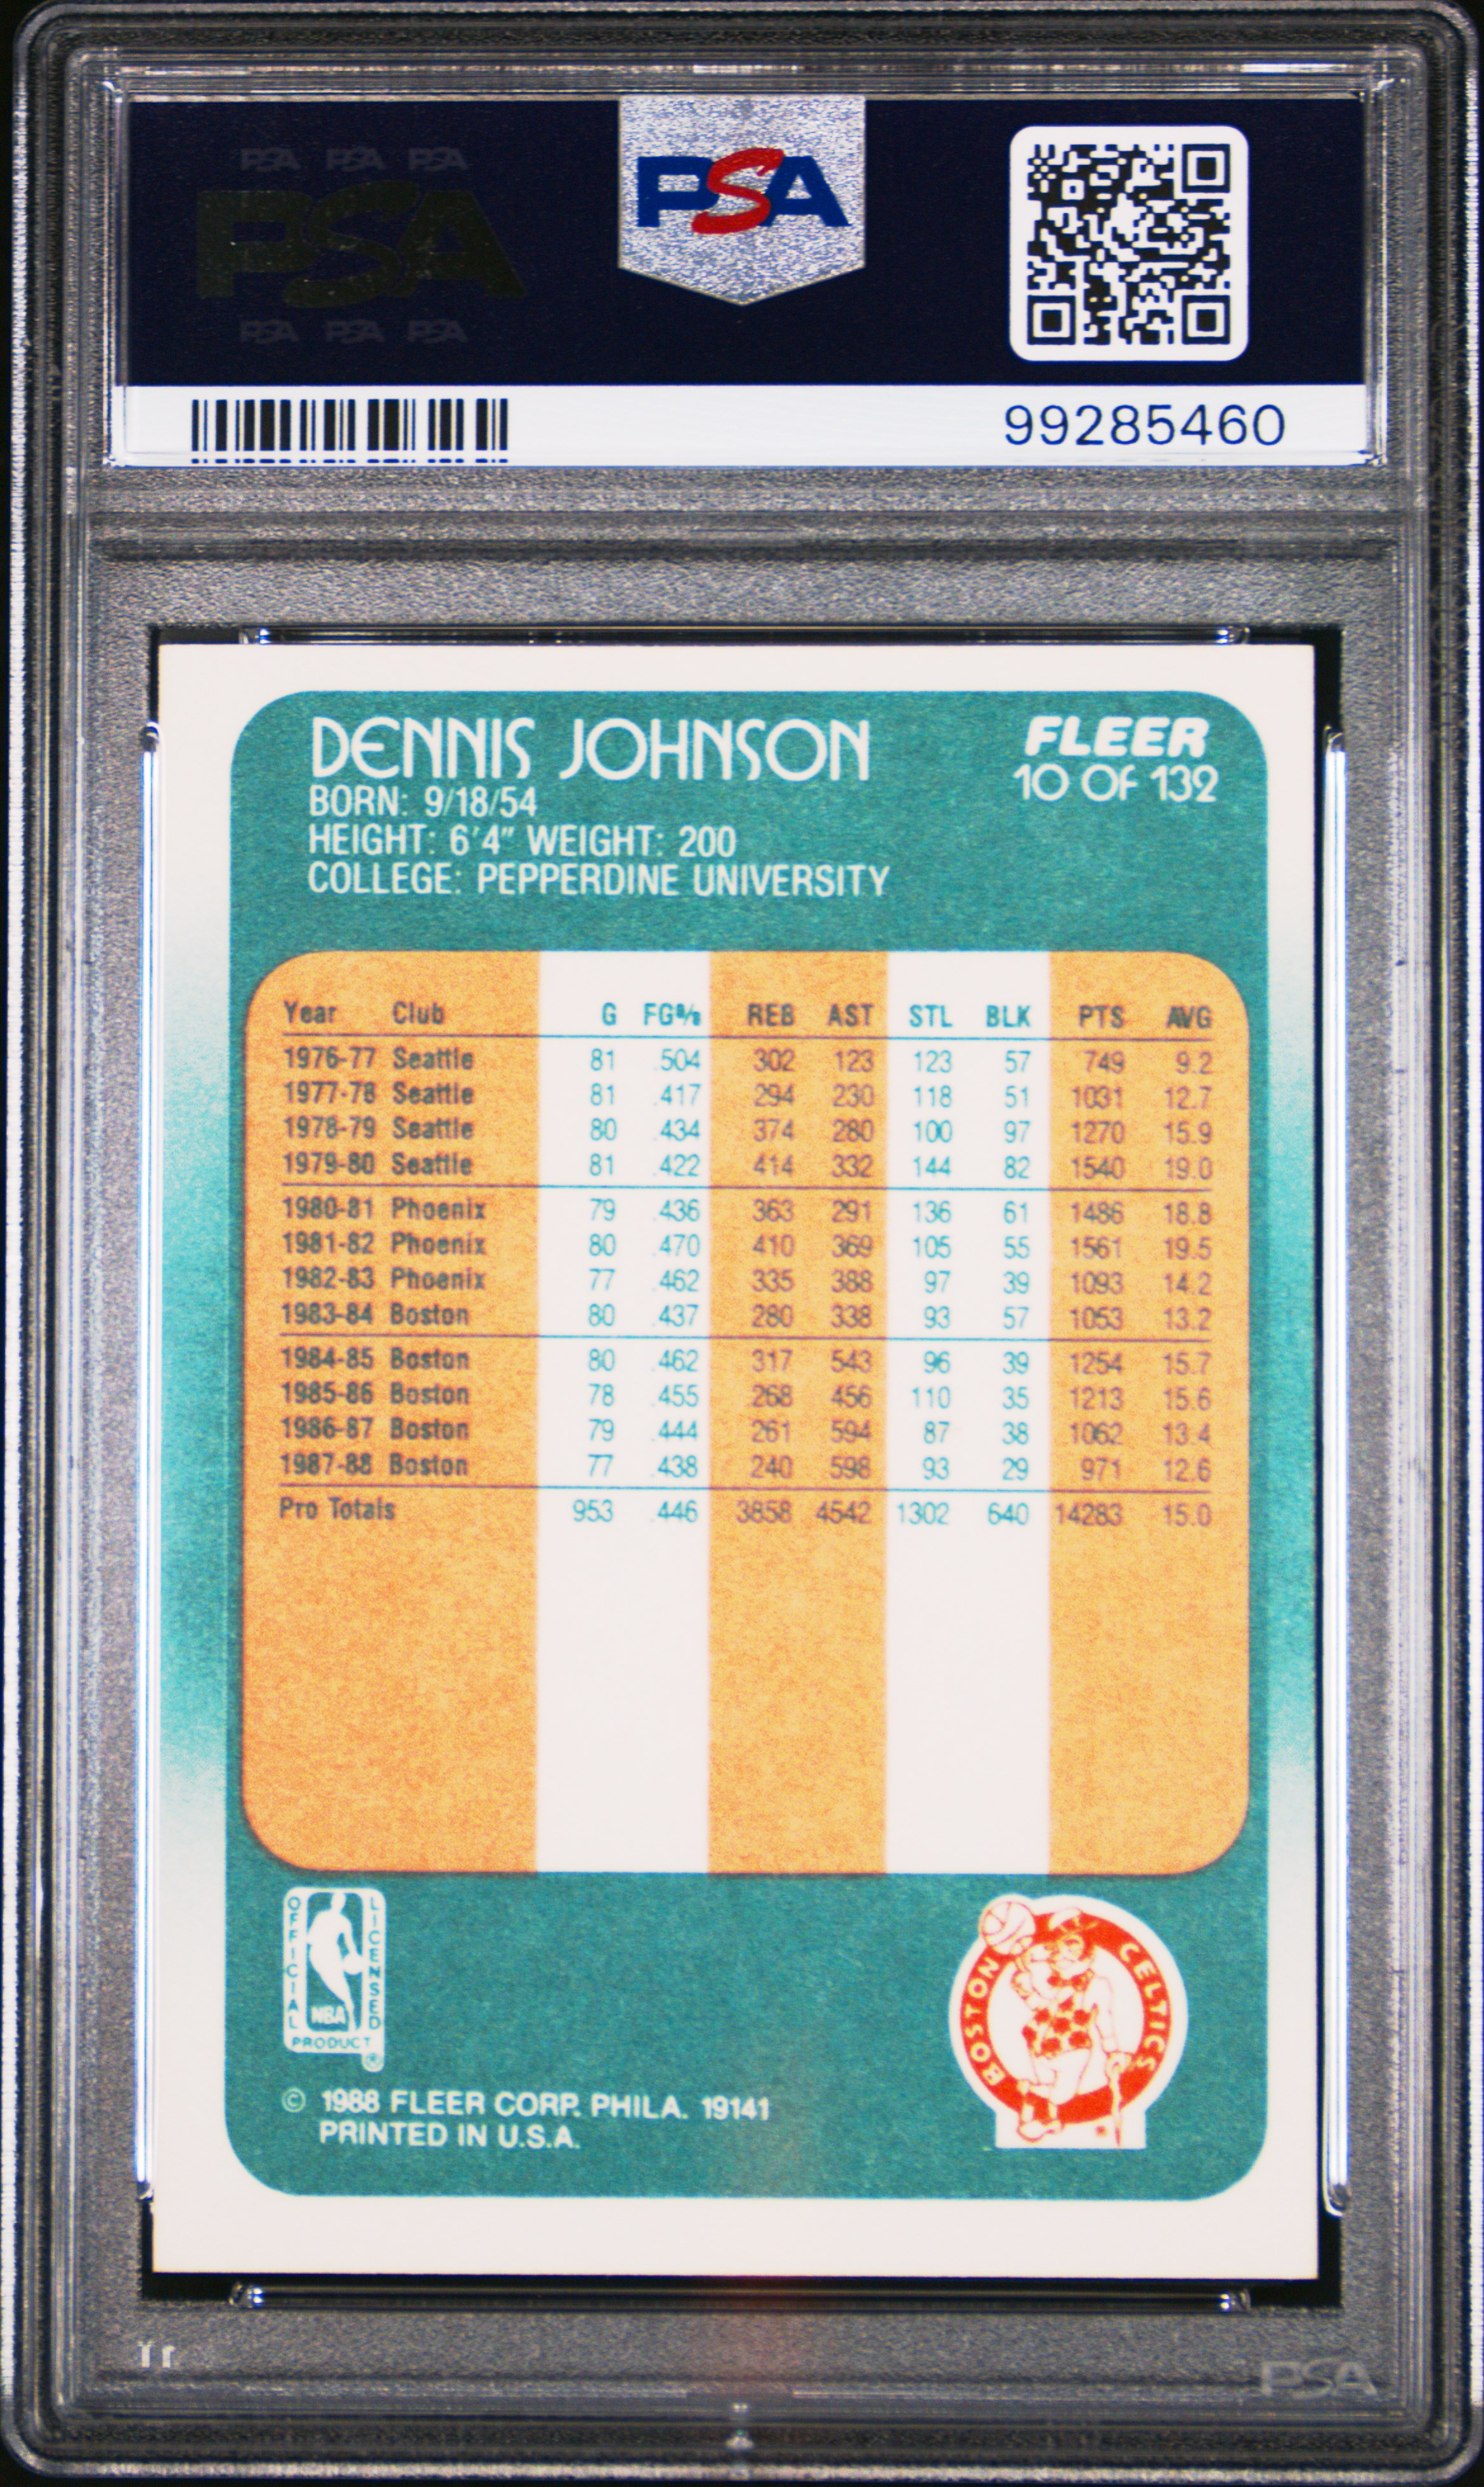 PSA PSA PSA
PSA
PSA PSA PSA
PSA
99285460
DENNIS JOHNSON
BORN: 9/18/54
HEIGHT: 6'4" WEIGHT: 200
COLLEGE: PEPPERDINE UNIVERSITY
FLEER
10 OF 132
Year Club G FG% REB AST STL BLK PTS AVG
1976-77 Seattle 81 .504 302 123 123 57 749 9.2
1977-78 Seattle 81 .417 294 230 118 51 1031 12.7
1978-79 Seattle 80 .434 374 280 100 97 1270 15.9
1979-80 Seattle 81 .422 414 332 144 82 1540 19.0
1980-81 Phoenix 79 .436 363 291 136 61 1486 18.8
1981-82 Phoenix 80 .470 410 369 105 55 1561 19.5
1982-83 Phoenix 77 .462 335 388 97 39 1093 14.2
1983-84 Boston 80 .437 280 338 93 57 1053 13.2
1984-85 Boston 80 .462 317 543 96 39 1254 15.7
1985-86 Boston 78 .455 268 456 110 35 1213 15.6
1986-87 Boston 79 .444 261 594 87 38 1062 13.4
1987-88 Boston 77 .438 240 598 93 29 971 12.6
Pro Totals 953 .446 3858 4542 1302 640 14283 15.0
OFFICIAL LICENSED
NBA
PRODUCT
BOSTON CELTICS
© 1988 FLEER CORP. PHILA. 19141
PRINTED IN U.S.A.
PSA